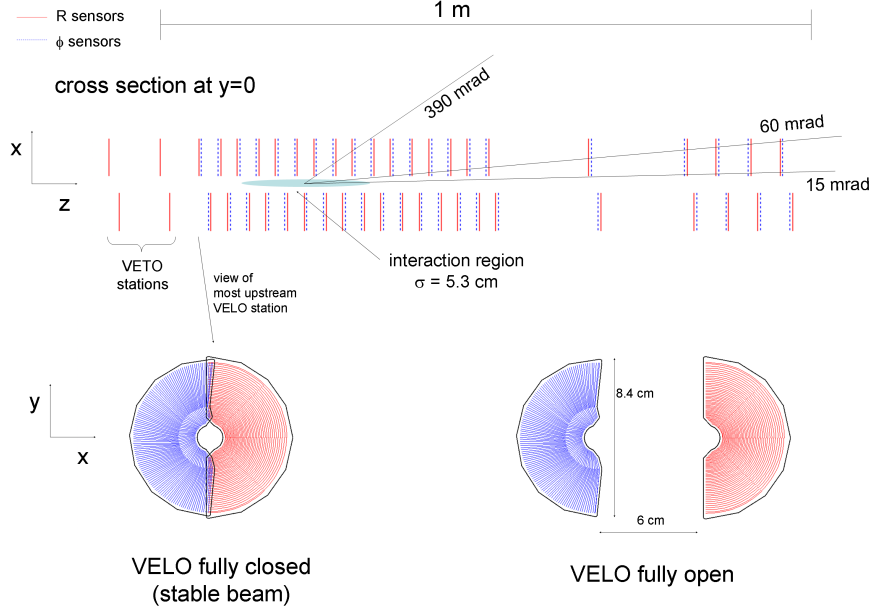 R sensors
1 m
ϕ sensors
cross section at y=0
390 mrad
60 mrad
x
15 mrad
z
VETO
stations
interaction region
σ = 5.3 cm
view of
most upstream
VELO station
y
x
8.4 cm
6 cm
VELO fully closed
(stable beam)
VELO fully open